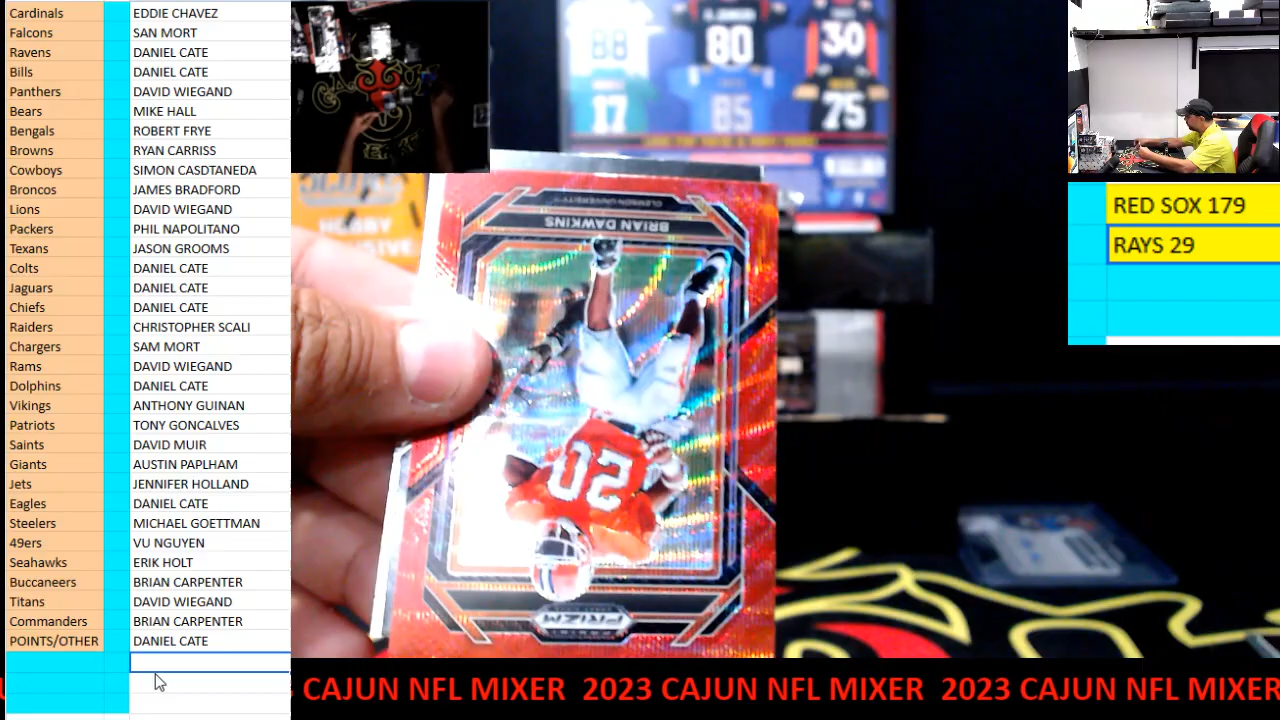 Cardinals EDDIE CHAVEZ
Falcons SAN MORT
Ravens DANIEL CATE
Bills DANIEL CATE
Panthers DAVID WIEGAND
Bears MIKE HALL
Bengals ROBERT FRYE
Browns RYAN CARRISS
Cowboys SIMON CASDTANEDA
Broncos JAMES BRADFORD
Lions DAVID WIEGAND
Packers PHIL NAPOLITANO
Texans JASON GROOMS
Colts DANIEL CATE
Jaguars DANIEL CATE
Chiefs DANIEL CATE
Raiders CHRISTOPHER SCALI
Chargers SAM MORT
Rams DAVID WIEGAND
Dolphins DANIEL CATE
Vikings ANTHONY GUINAN
Patriots TONY GONCALVES
Saints DAVID MUIR
Giants AUSTIN PAPLHAM
Jets JENNIFER HOLLAND
Eagles DANIEL CATE
Steelers MICHAEL GOETTMAN
49ers VU NGUYEN
Seahawks ERIK HOLT
Buccaneers BRIAN CARPENTER
Titans DAVID WIEGAND
Commanders BRIAN CARPENTER
POINTS/OTHER DANIEL CATE
88 80 30
17 85 75
HOBBY
CLEMSON UNIVERSITY
BRIAN DAWKINS
20
PRIZM
RED SOX 179
RAYS 29
CAJUN NFL MIXER 2023 CAJUN NFL MIXER 2023 CAJUN NFL MIXER